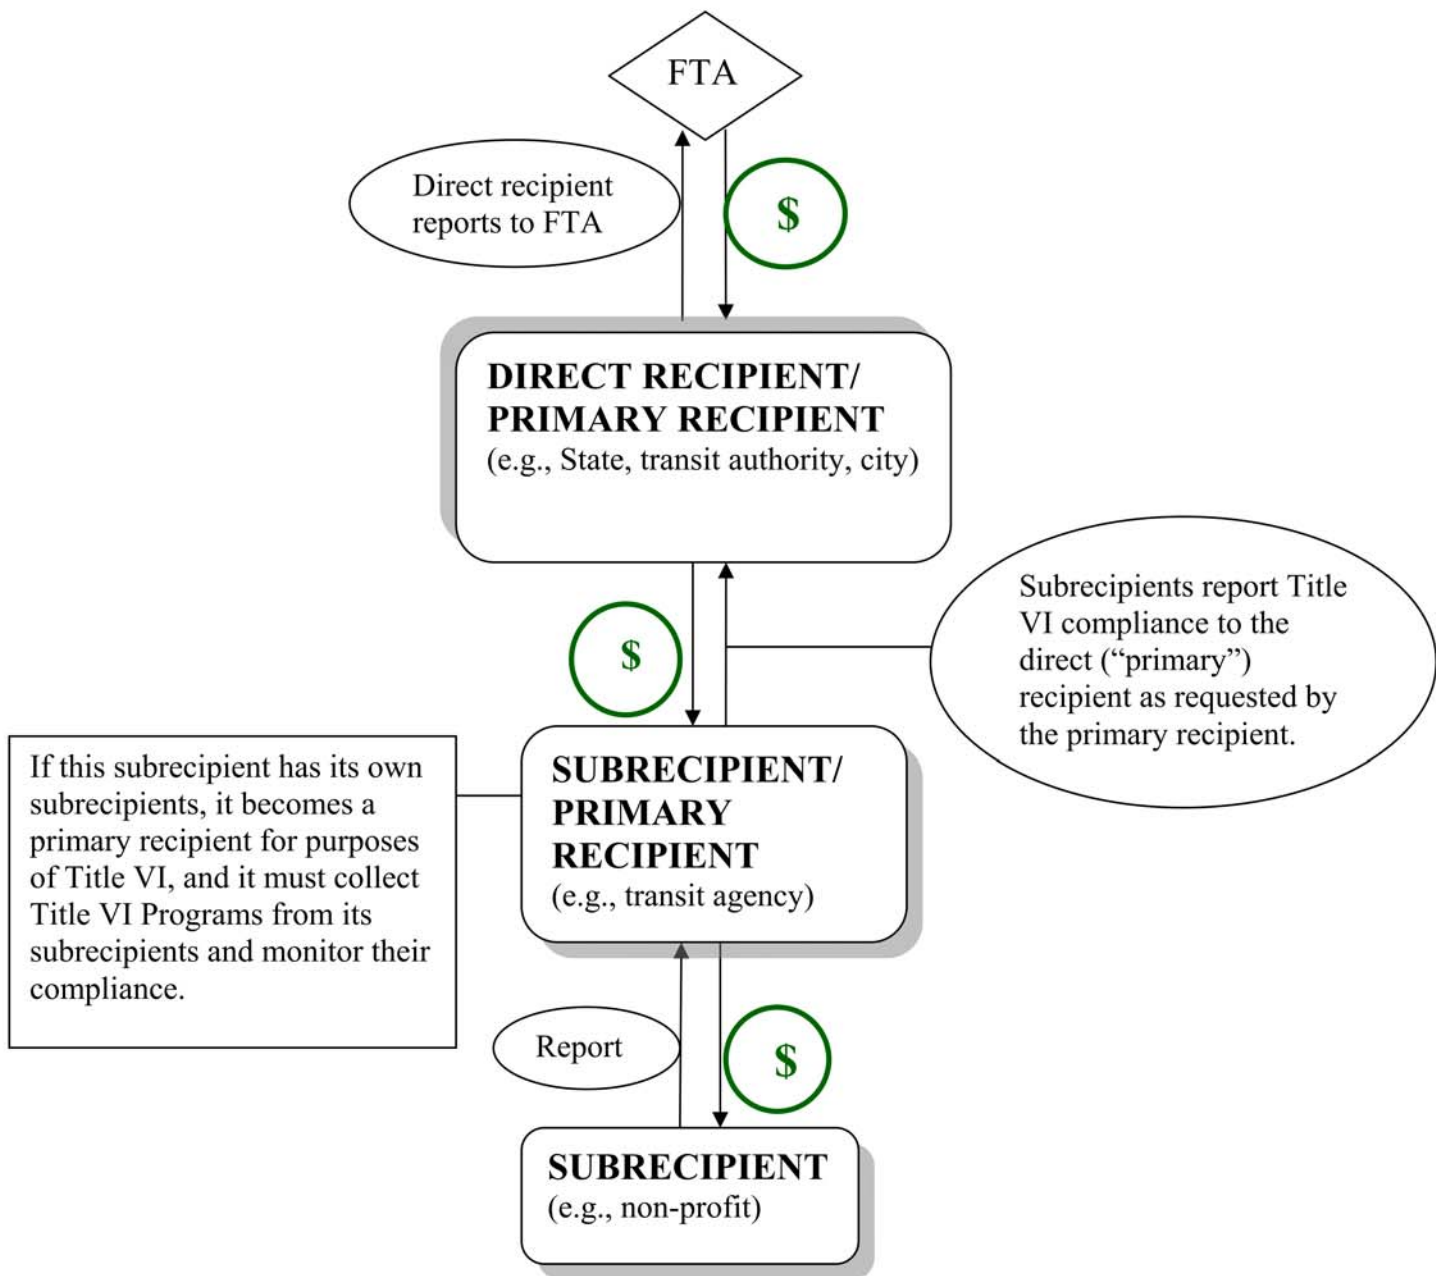 FTA
Direct recipient
reports to FTA
$
DIRECT RECIPIENT/
PRIMARY RECIPIENT
(e.g., State, transit authority, city)
$
Subrecipients report Title
VI compliance to the
direct (“primary”)
recipient as requested by
the primary recipient.
If this subrecipient has its own
subrecipients, it becomes a
primary recipient for purposes
of Title VI, and it must collect
Title VI Programs from its
subrecipients and monitor their
compliance.
SUBRECIPIENT/
PRIMARY
RECIPIENT
(e.g., transit agency)
Report
$
SUBRECIPIENT
(e.g., non-profit)